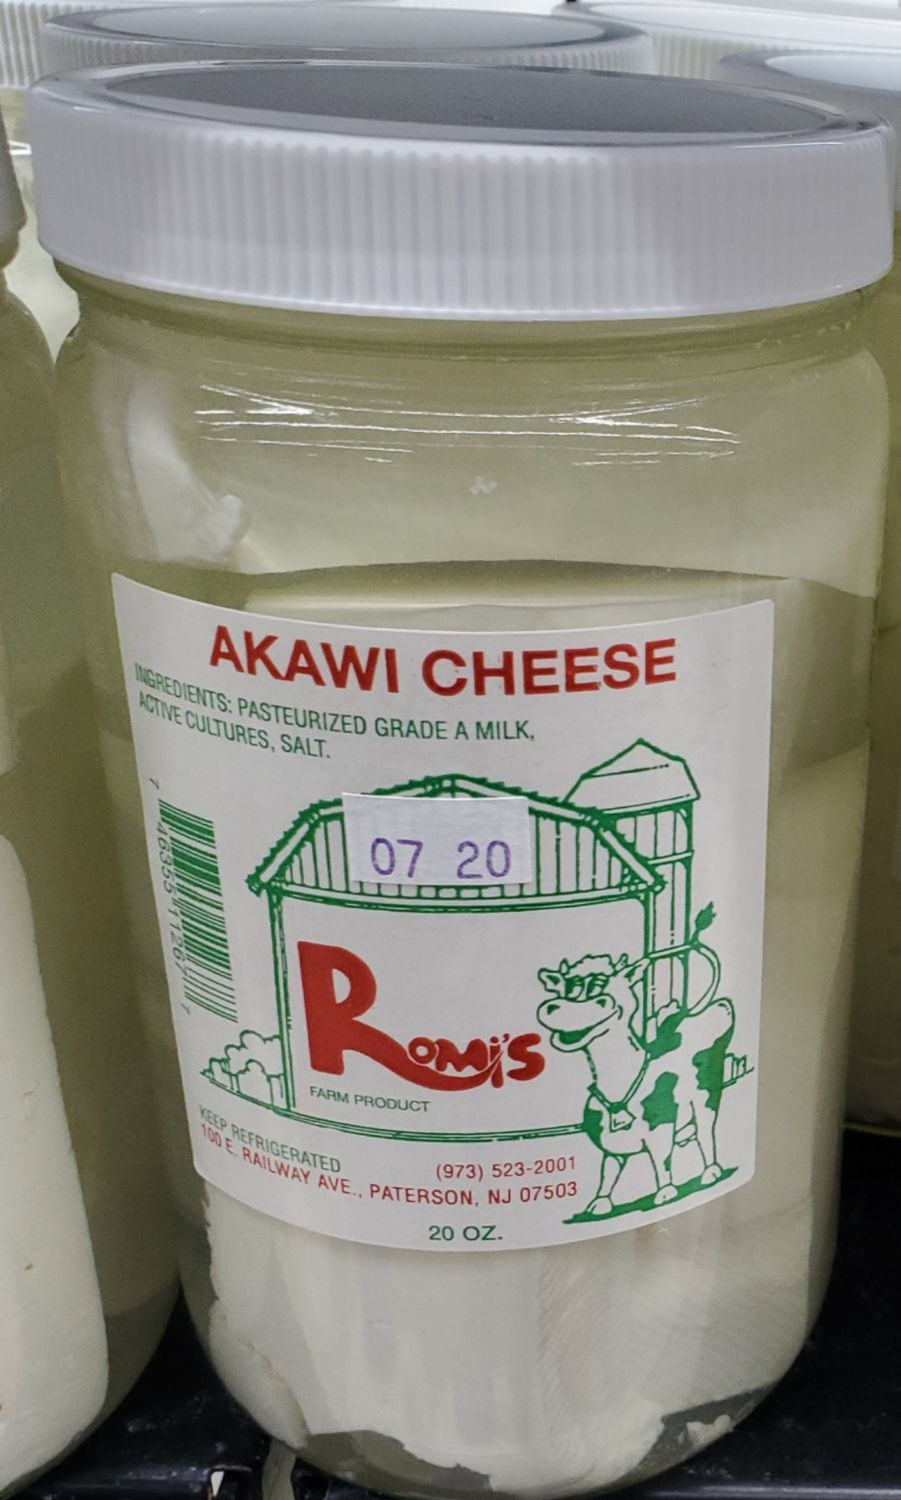 AKAWI CHEESE
INGREDIENTS: PASTEURIZED GRADE A MILK,
ACTIVE CULTURES, SALT.
07 20
Romi's
FARM PRODUCT
KEEP REFRIGERATED
100 E. RAILWAY AVE., PATERSON, NJ 07503
(973) 523-2001
20 OZ.